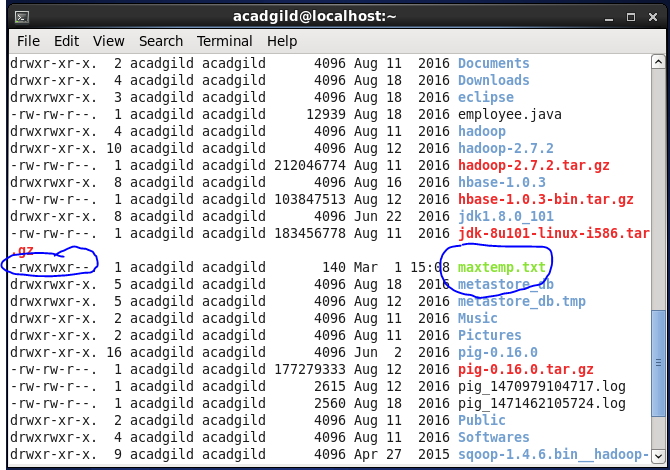 acadgild@localhost:~
File Edit View Search Terminal Help
drwxr-xr-x. 2 acadgild acadgild 4096 Aug 11 2016 Documents
drwxr-xr-x. 4 acadgild acadgild 4096 Aug 18 2016 Downloads
drwxrwxr-x. 3 acadgild acadgild 4096 Aug 18 2016 eclipse
-rw-rw-r--. 1 acadgild acadgild 12939 Aug 18 2016 employee.java
drwxrwxr-x. 4 acadgild acadgild 4096 Aug 11 2016 hadoop
drwxr-xr-x. 10 acadgild acadgild 4096 Aug 12 2016 hadoop-2.7.2
-rw-rw-r--. 1 acadgild acadgild 212046774 Aug 11 2016 hadoop-2.7.2.tar.gz
drwxrwxr-x. 8 acadgild acadgild 4096 Aug 16 2016 hbase-1.0.3
-rw-rw-r--. 1 acadgild acadgild 103847513 Aug 12 2016 hbase-1.0.3-bin.tar.gz
drwxr-xr-x. 8 acadgild acadgild 4096 Jun 22 2016 jdk1.8.0_101
-rw-rw-r--. 1 acadgild acadgild 183456778 Aug 11 2016 jdk-8u101-linux-i586.tar
.gz
-rwxrwxr--. 1 acadgild acadgild 140 Mar 1 15:08 maxtemp.txt
drwxrwxr-x. 5 acadgild acadgild 4096 Aug 18 2016 metastore_db
drwxrwxr-x. 5 acadgild acadgild 4096 Aug 12 2016 metastore_db.tmp
drwxr-xr-x. 2 acadgild acadgild 4096 Aug 11 2016 Music
drwxr-xr-x. 2 acadgild acadgild 4096 Aug 11 2016 Pictures
drwxr-xr-x. 16 acadgild acadgild 4096 Jun 2 2016 pig-0.16.0
-rw-rw-r--. 1 acadgild acadgild 177279333 Aug 12 2016 pig-0.16.0.tar.gz
-rw-rw-r--. 1 acadgild acadgild 2615 Aug 12 2016 pig_1470979104717.log
-rw-rw-r--. 1 acadgild acadgild 2560 Aug 18 2016 pig_1471462105724.log
drwxr-xr-x. 2 acadgild acadgild 4096 Aug 11 2016 Public
drwxrwxr-x. 4 acadgild acadgild 4096 Aug 11 2016 Softwares
drwxr-xr-x. 9 acadgild acadgild 4096 Apr 27 2015 sqoop-1.4.6.bin__hadoop-